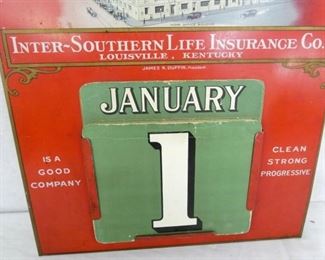 INTER-SOUTHERN LIFE INSURANCE CO.
LOUISVILLE, KENTUCKY
JAMES R. DUFFIN, President
JANUARY
1
IS A
GOOD
COMPANY
CLEAN
STRONG
PROGRESSIVE